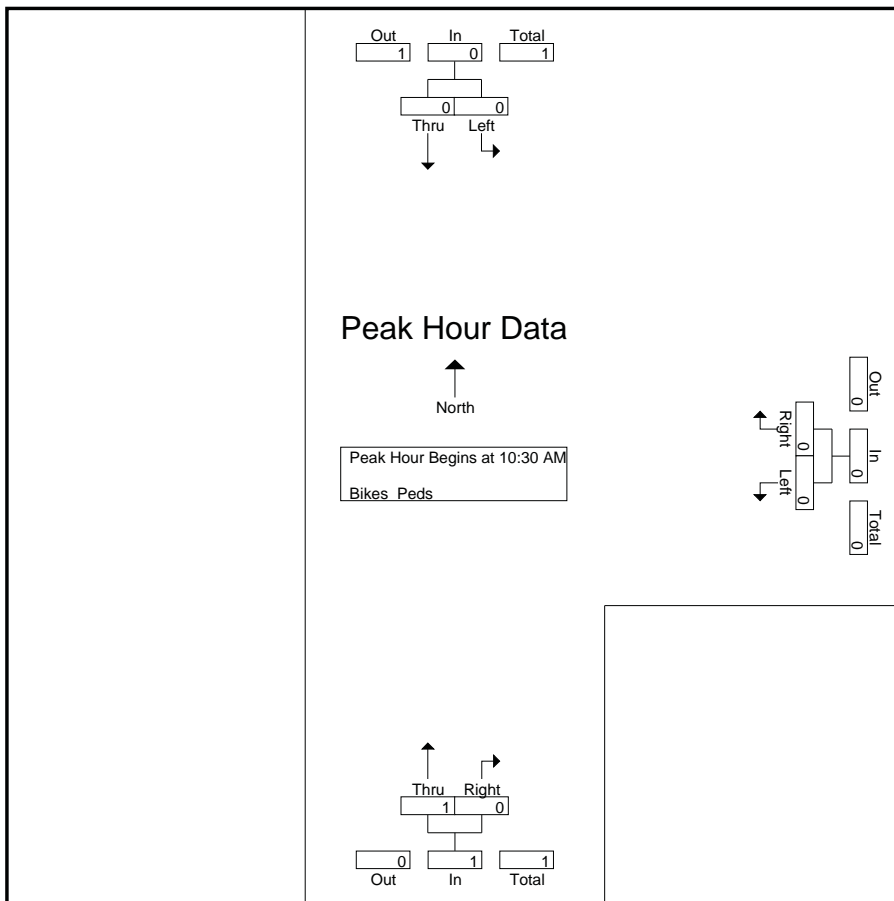 Out In Total
1 0 1
0 0
Thru Left
Peak Hour Data
North
Peak Hour Begins at 10:30 AM
Bikes Peds
Out
0
Right
0
In
0
Left
0
Total
0
Thru Right
1 0
0 1 1
Out In Total